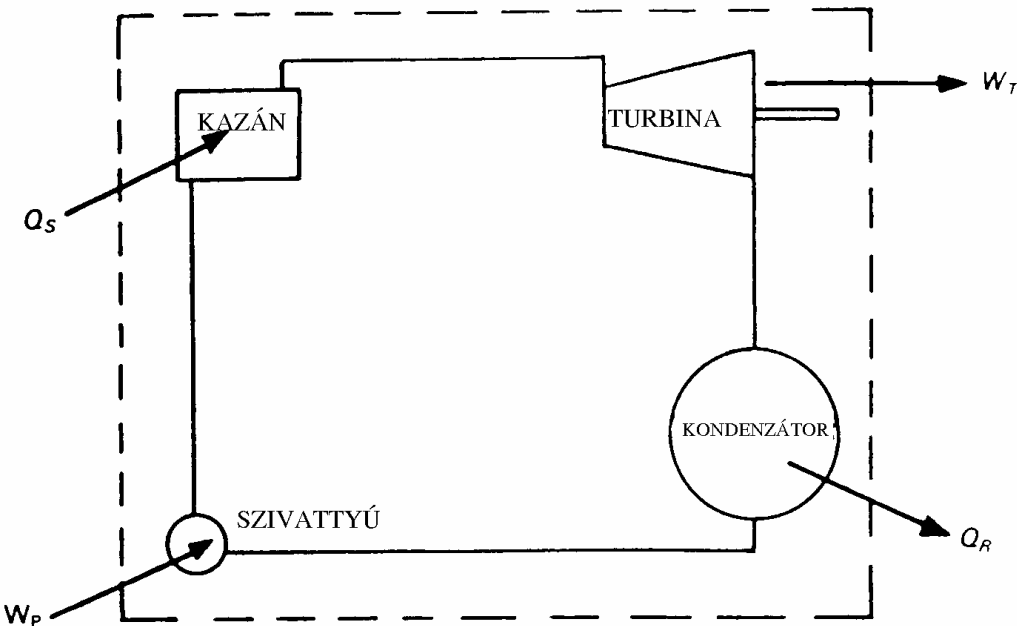 W_T
KAZÁN
TURBINA
Q_S
KONDENZÁTOR
SZIVATTYÚ
Q_R
W_P